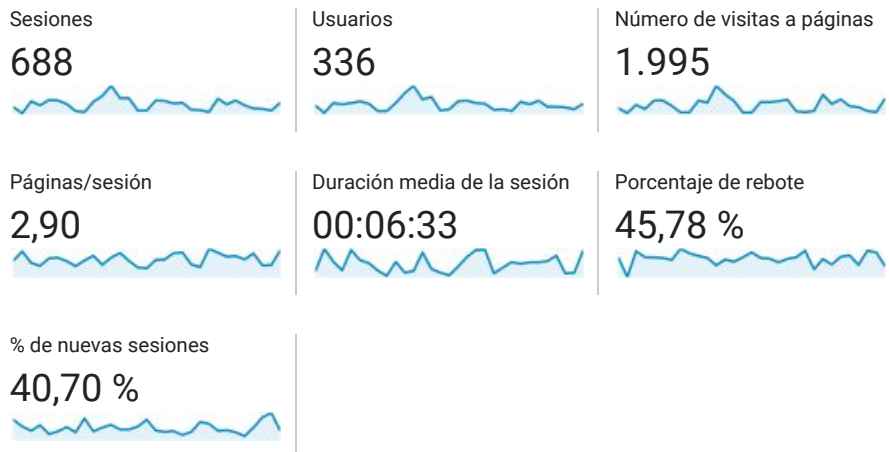 Sesiones
688
Usuarios
336
Número de visitas a páginas
1.995
Páginas/sesión
2,90
Duración media de la sesión
00:06:33
Porcentaje de rebote
45,78 %
% de nuevas sesiones
40,70 %